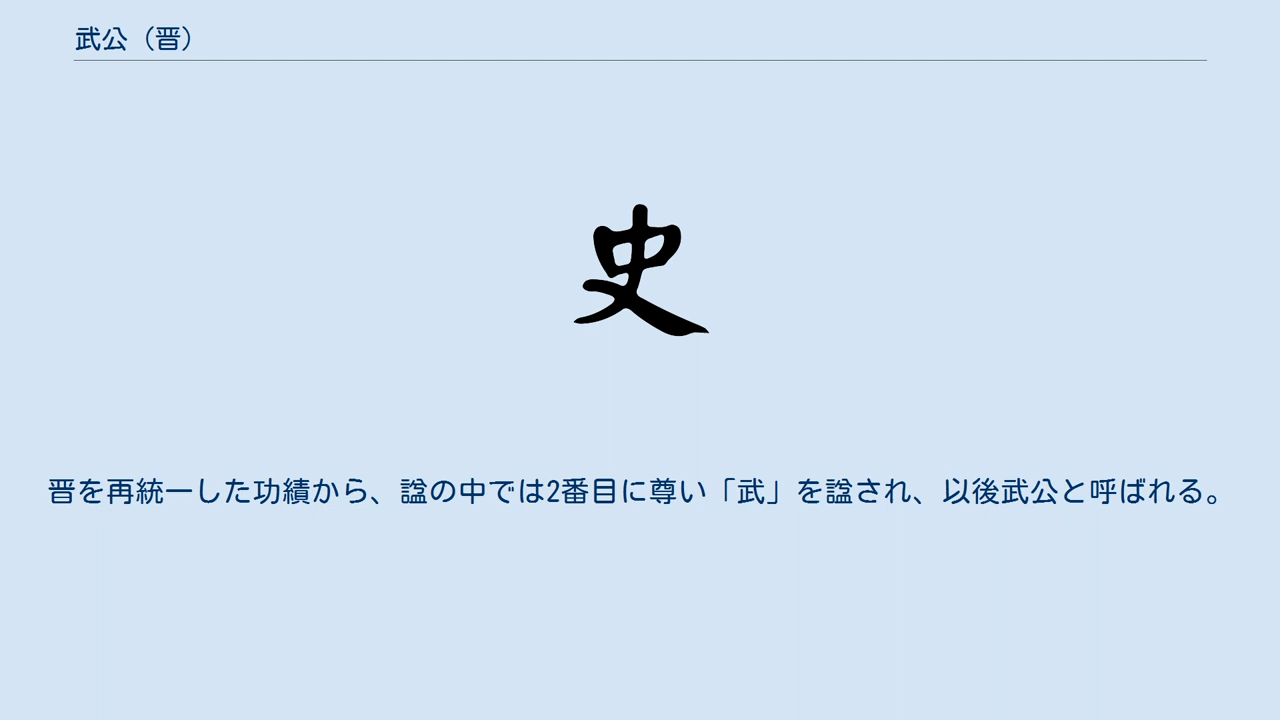 武公（晋）
史
晋を再統一した功績から、諡の中では2番目に尊い「武」を諡され、以後武公と呼ばれる。